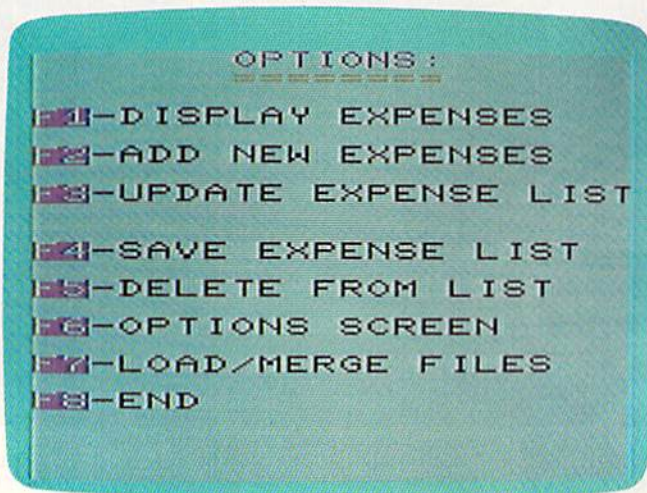 OPTIONS:
========
F1-DISPLAY EXPENSES
F2-ADD NEW EXPENSES
F3-UPDATE EXPENSE LIST
F4-SAVE EXPENSE LIST
F5-DELETE FROM LIST
F6-OPTIONS SCREEN
F7-LOAD/MERGE FILES
F8-END